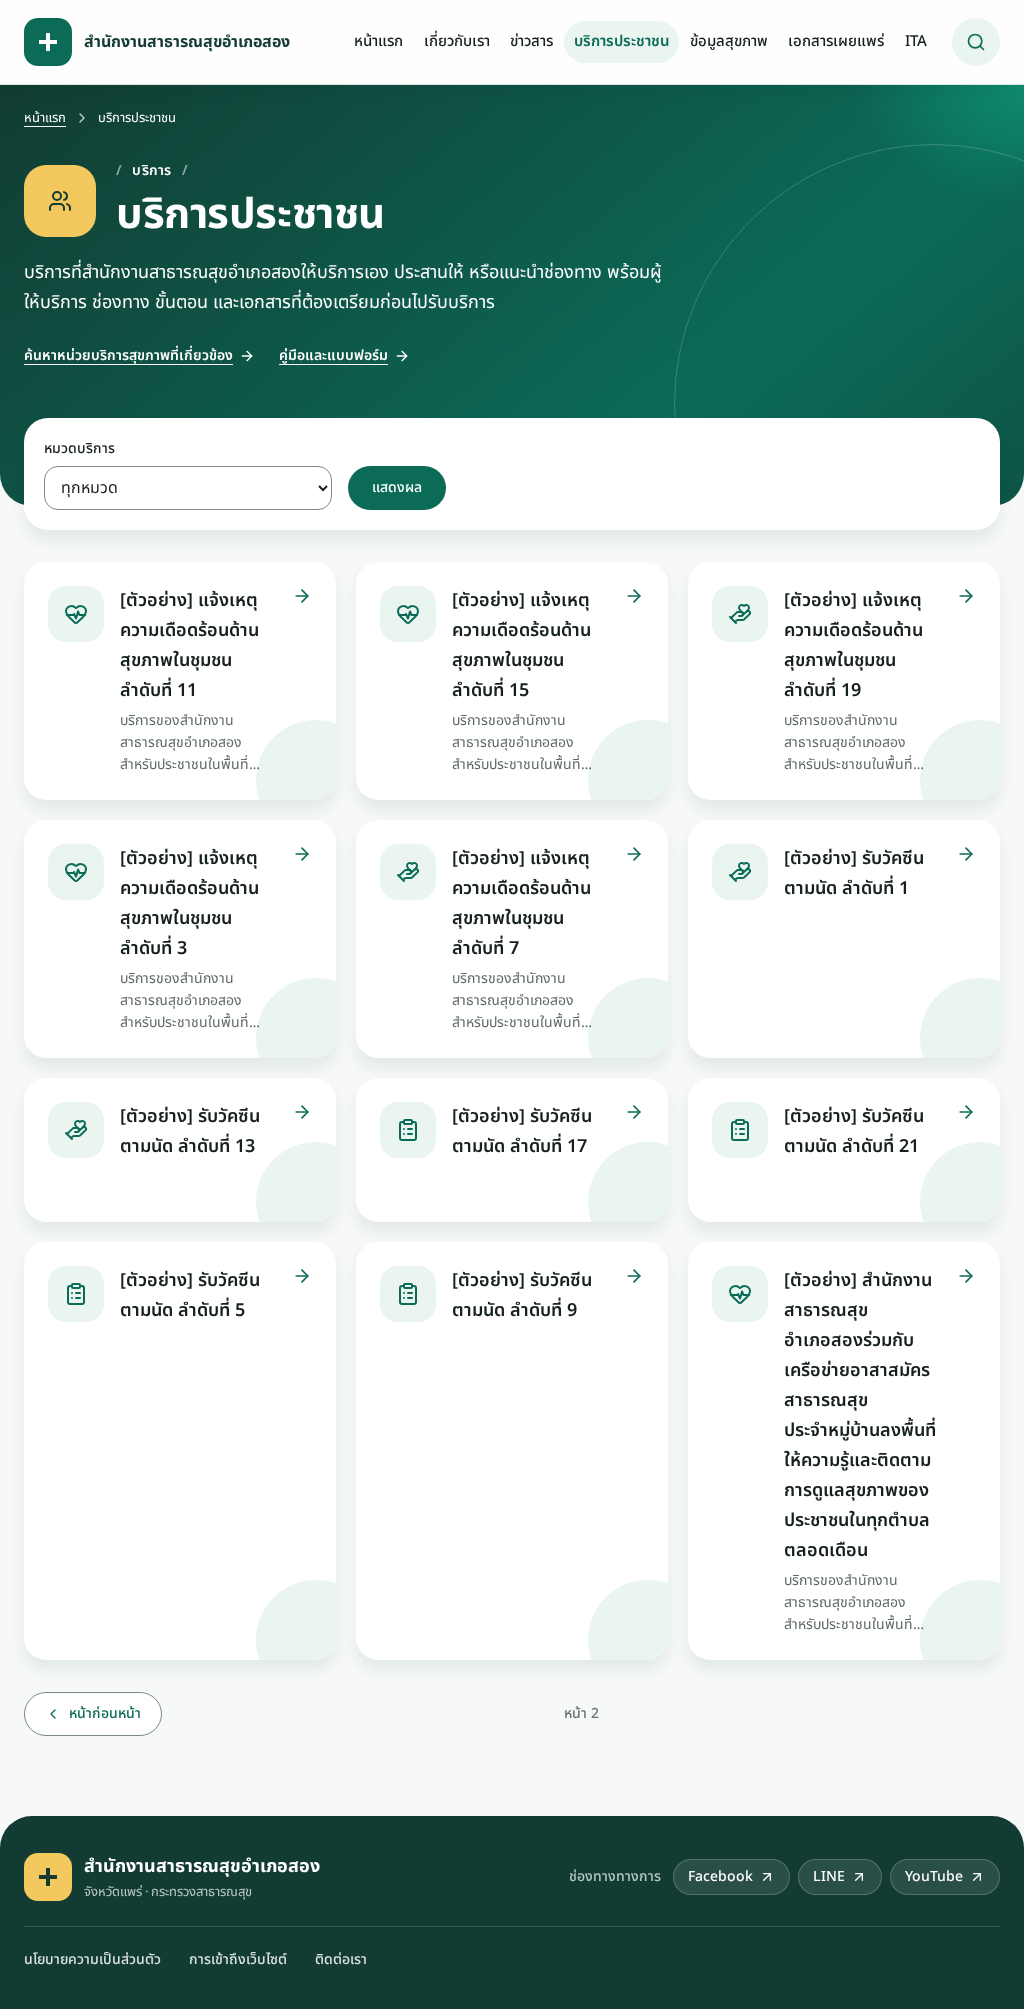 สำนักงานสาธารณสุขอำเภอสอง
หน้าแรก
เกี่ยวกับเรา
ข่าวสาร
บริการประชาชน
ข้อมูลสุขภาพ
เอกสารเผยแพร่
ITA
หน้าแรก > บริการประชาชน
/ บริการ /
บริการประชาชน
บริการที่สำนักงานสาธารณสุขอำเภอสองให้บริการเอง ประสานให้ หรือแนะนำช่องทาง พร้อมผู้
ให้บริการ ช่องทาง ขั้นตอน และเอกสารที่ต้องเตรียมก่อนไปรับบริการ
ค้นหาหน่วยบริการสุขภาพที่เกี่ยวข้อง
คู่มือและแบบฟอร์ม
หมวดบริการ
ทุกหมวด
แสดงผล
[ตัวอย่าง] แจ้งเหตุ
ความเดือดร้อนด้าน
สุขภาพในชุมชน
ลำดับที่ 11
บริการของสำนักงาน
สาธารณสุขอำเภอสอง
สำหรับประชาชนในพื้นที่...
[ตัวอย่าง] แจ้งเหตุ
ความเดือดร้อนด้าน
สุขภาพในชุมชน
ลำดับที่ 15
บริการของสำนักงาน
สาธารณสุขอำเภอสอง
สำหรับประชาชนในพื้นที่...
[ตัวอย่าง] แจ้งเหตุ
ความเดือดร้อนด้าน
สุขภาพในชุมชน
ลำดับที่ 19
บริการของสำนักงาน
สาธารณสุขอำเภอสอง
สำหรับประชาชนในพื้นที่...
[ตัวอย่าง] แจ้งเหตุ
ความเดือดร้อนด้าน
สุขภาพในชุมชน
ลำดับที่ 3
บริการของสำนักงาน
สาธารณสุขอำเภอสอง
สำหรับประชาชนในพื้นที่...
[ตัวอย่าง] แจ้งเหตุ
ความเดือดร้อนด้าน
สุขภาพในชุมชน
ลำดับที่ 7
บริการของสำนักงาน
สาธารณสุขอำเภอสอง
สำหรับประชาชนในพื้นที่...
[ตัวอย่าง] รับวัคซีน
ตามนัด ลำดับที่ 1
[ตัวอย่าง] รับวัคซีน
ตามนัด ลำดับที่ 13
[ตัวอย่าง] รับวัคซีน
ตามนัด ลำดับที่ 17
[ตัวอย่าง] รับวัคซีน
ตามนัด ลำดับที่ 21
[ตัวอย่าง] รับวัคซีน
ตามนัด ลำดับที่ 5
[ตัวอย่าง] รับวัคซีน
ตามนัด ลำดับที่ 9
[ตัวอย่าง] สำนักงาน
สาธารณสุข
อำเภอสองร่วมกับ
เครือข่ายอาสาสมัคร
สาธารณสุข
ประจำหมู่บ้านลงพื้นที่
ให้ความรู้และติดตาม
การดูแลสุขภาพของ
ประชาชนในทุกตำบล
ตลอดเดือน
บริการของสำนักงาน
สาธารณสุขอำเภอสอง
สำหรับประชาชนในพื้นที่...
หน้าก่อนหน้า
หน้า 2
สำนักงานสาธารณสุขอำเภอสอง
จังหวัดแพร่ · กระทรวงสาธารณสุข
ช่องทางทางการ
Facebook
LINE
YouTube
นโยบายความเป็นส่วนตัว
การเข้าถึงเว็บไซต์
ติดต่อเรา